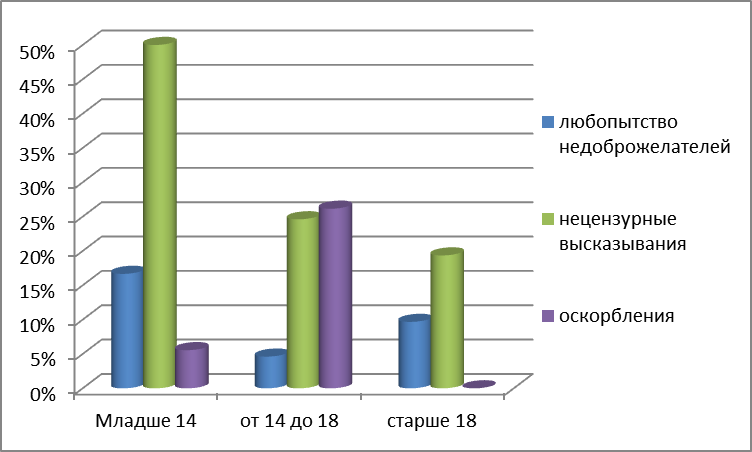 50%
45%
40%
35%
30%
25%
20%
15%
10%
5%
0%
Младше 14
от 14 до 18
старше 18
любопытство
недоброжелателей
нецензурные
высказывания
оскорбления